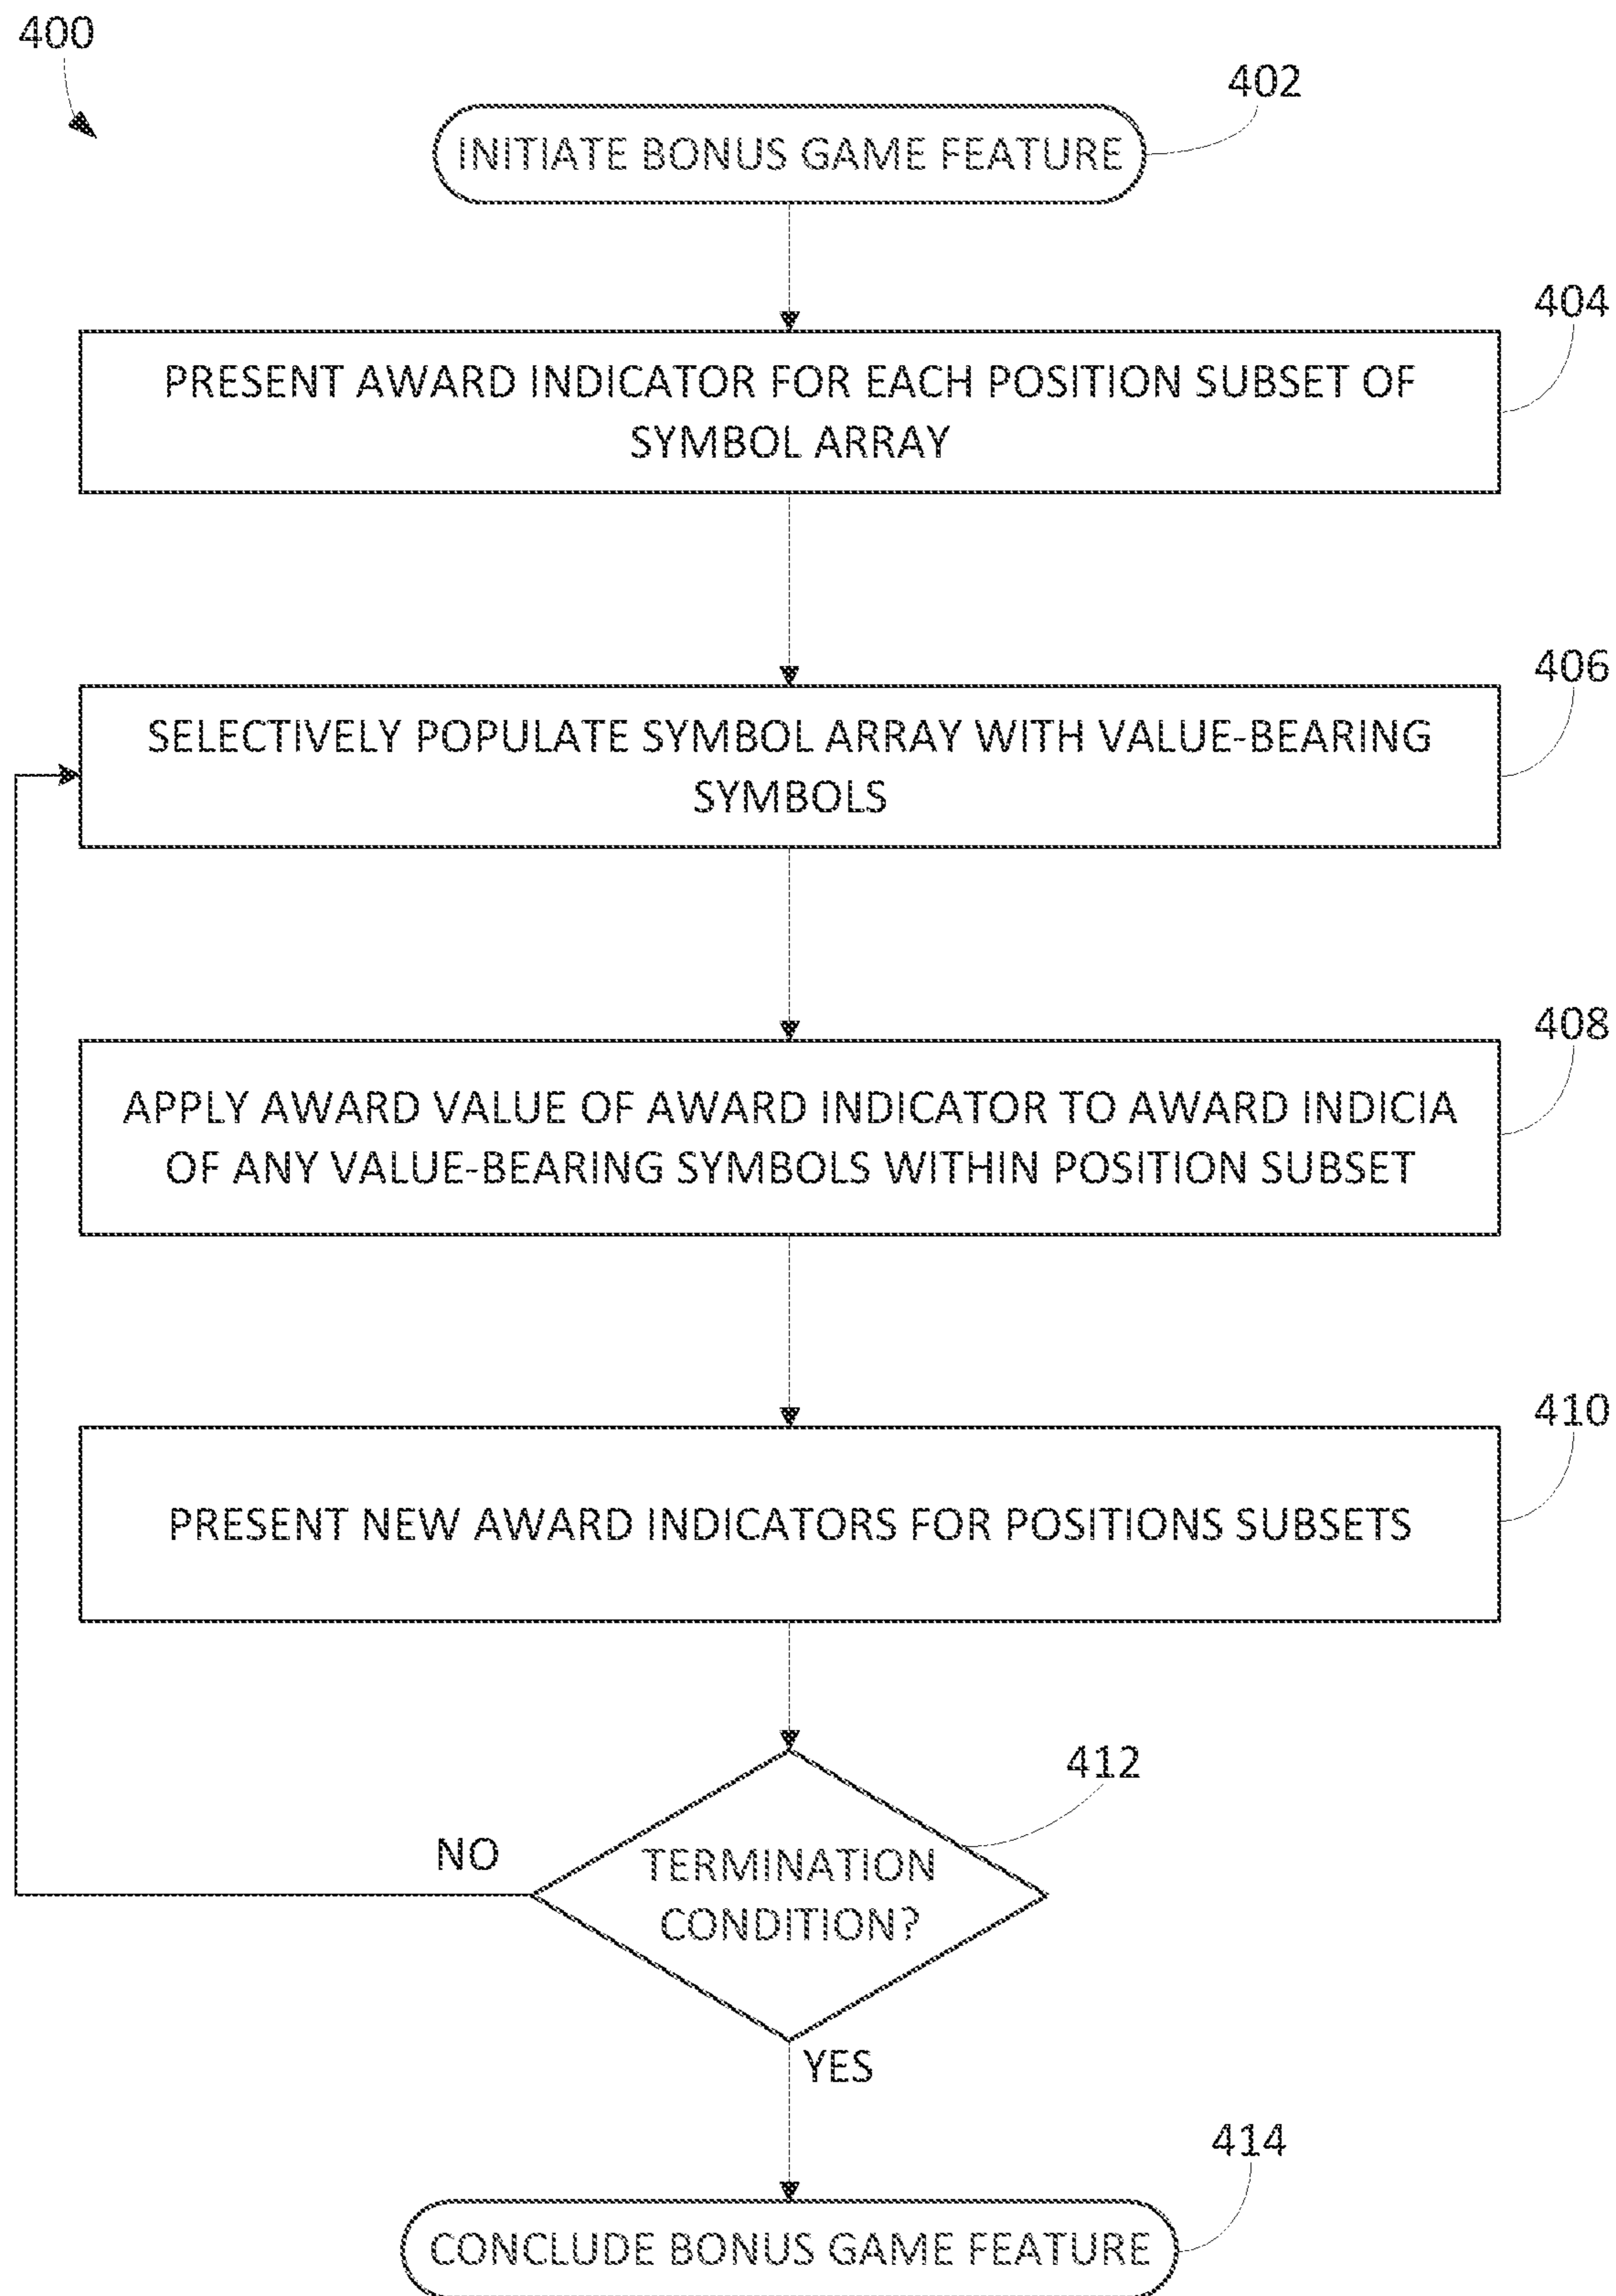 400
402
INITIATE BONUS GAME FEATURE
404
PRESENT AWARD INDICATOR FOR EACH POSITION SUBSET OF
SYMBOL ARRAY
406
SELECTIVELY POPULATE SYMBOL ARRAY WITH VALUE-BEARING
SYMBOLS
408
APPLY AWARD VALUE OF AWARD INDICATOR TO AWARD INDICIA
OF ANY VALUE-BEARING SYMBOLS WITHIN POSITION SUBSET
410
PRESENT NEW AWARD INDICATORS FOR POSITIONS SUBSETS
412
NO
TERMINATION
CONDITION?
YES
414
CONCLUDE BONUS GAME FEATURE